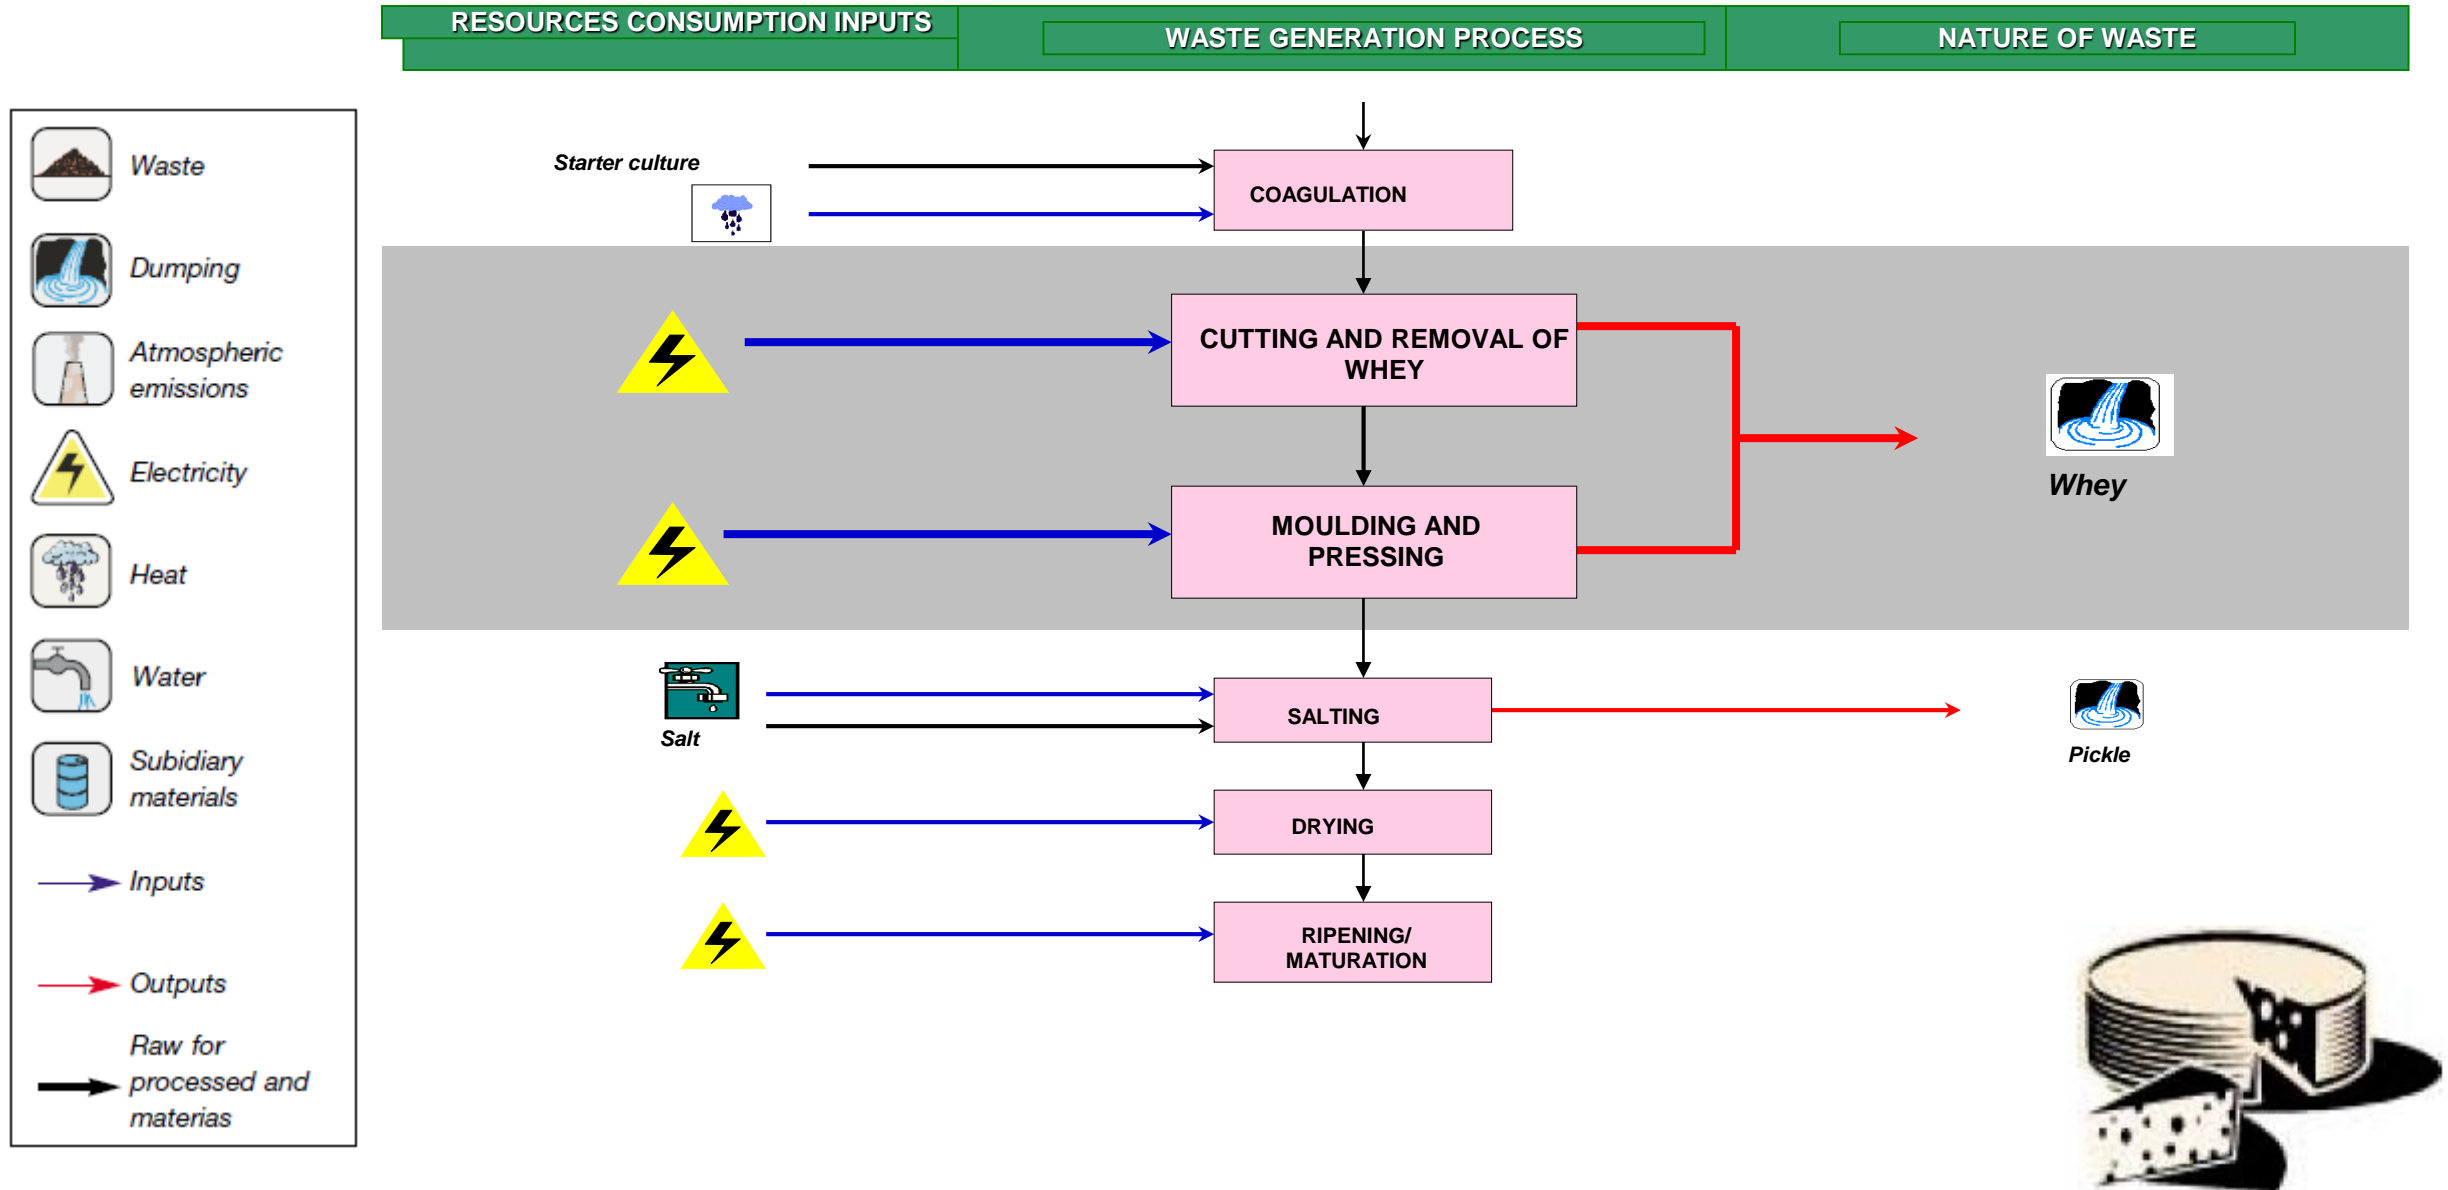 RESOURCES CONSUMPTION INPUTS
WASTE GENERATION PROCESS
NATURE OF WASTE
Waste
Dumping
Atmospheric
emissions
Electricity
Heat
Water
Subidiary
materials
Inputs
Outputs
Raw for
processed and
materias
Starter culture
COAGULATION
CUTTING AND REMOVAL OF
WHEY
Whey
MOULDING AND
PRESSING
Salt
SALTING
Pickle
DRYING
RIPENING/
MATURATION